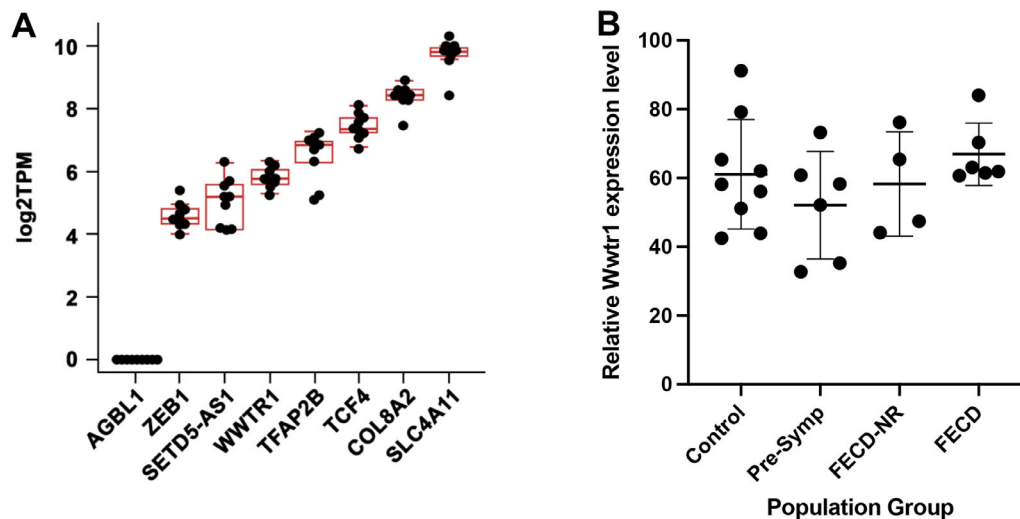 A
log2TPM
10
8
6
4
2
0
AGBL1
ZEB1
SETD5-AS1
WWTR1
TFAP2B
TCF4
COL8A2
SLC4A11
B
Relative Wwtr1 expression level
100
80
60
40
20
0
Control
Pre-Symp
FECD-NR
FECD
Population Group